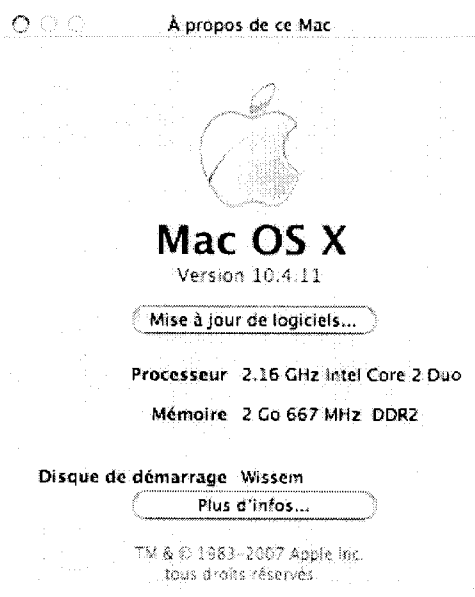 À propos de ce Mac
Mac OS X
Version 10.4.11
Mise à jour de logiciels...
Processeur 2.16 GHz Intel Core 2 Duo
Mémoire 2 Go 667 MHz DDR2
Disque de démarrage Wissem
Plus d'infos...
TM & © 1983-2007 Apple Inc.
tous droits réservés